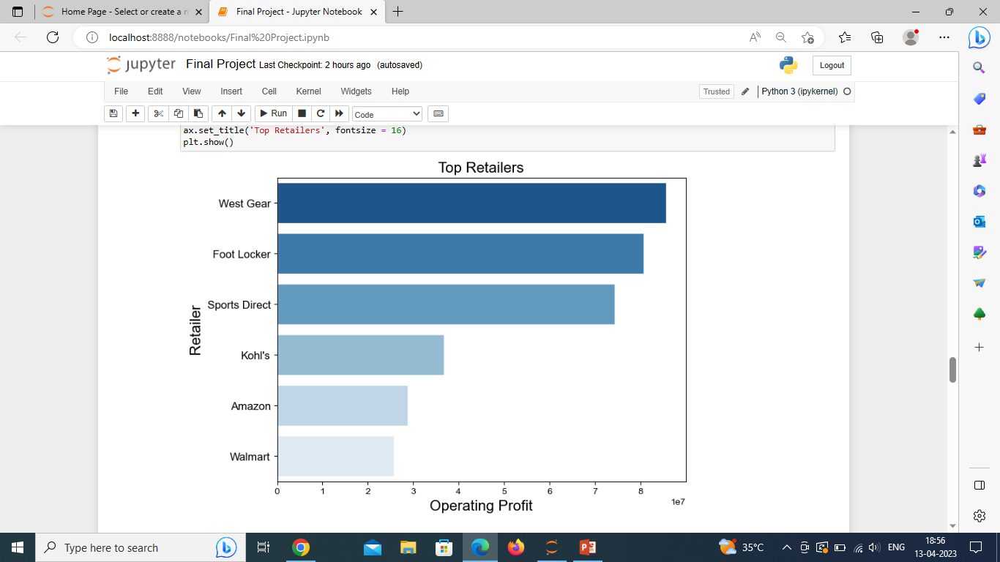 Home Page - Select or create a n
Final Project - Jupyter Notebook
localhost:8888/notebooks/Final%20Project.ipynb
jupyter Final Project Last Checkpoint: 2 hours ago (autosaved)
Logout
File Edit View Insert Cell Kernel Widgets Help
Trusted Python 3 (ipykernel)
Run Code
ax.set_title('Top Retailers', fontsize = 16)
plt.show()
Top Retailers
West Gear
Foot Locker
Sports Direct
Kohl's
Amazon
Walmart
Retailer
0 1 2 3 4 5 6 7 8
1e7
Operating Profit
Type here to search
35°C
ENG
18:56
13-04-2023